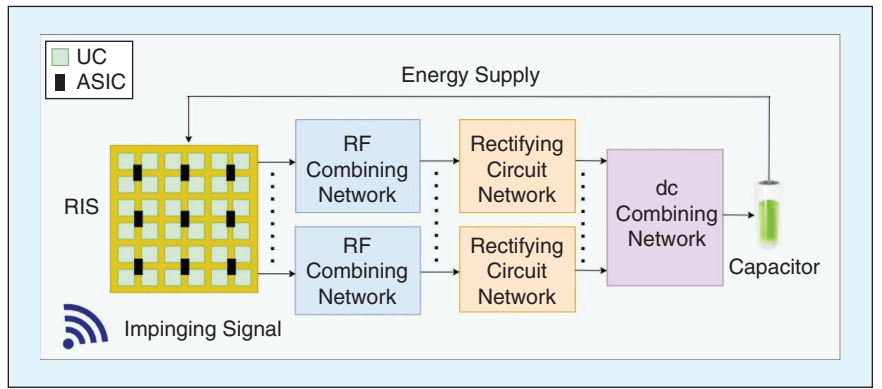 UC
ASIC
Energy Supply
RIS
RF
Combining
Network
Rectifying
Circuit
Network
RF
Combining
Network
Rectifying
Circuit
Network
dc
Combining
Network
Capacitor
Impinging Signal